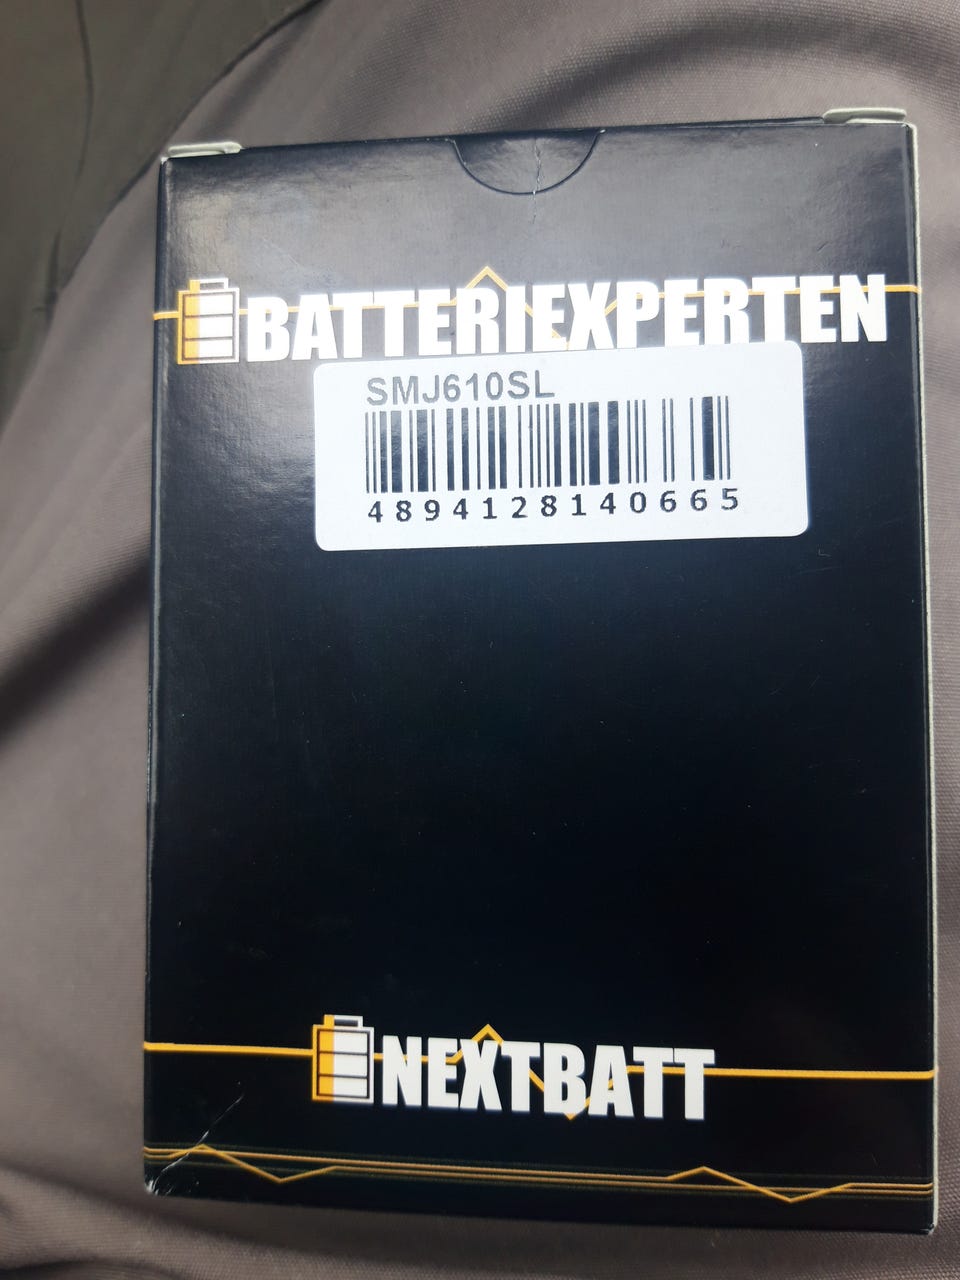 BATTERIEXPERTEN
SMJ610SL
4894128140665
NEXTBATT